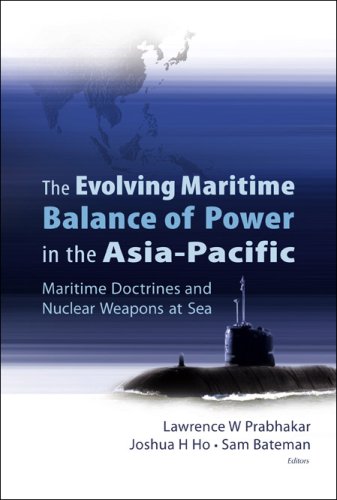 The Evolving Maritime
Balance of Power
in the Asia-Pacific
Maritime Doctrines and
Nuclear Weapons at Sea
Lawrence W Prabhakar
Joshua H Ho • Sam Bateman
Editors